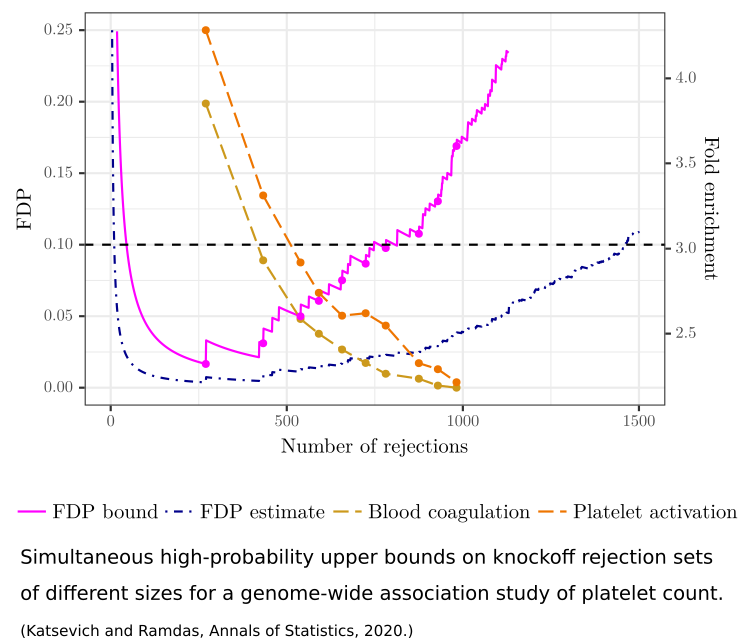 0.25
0.20
0.15
0.10
0.05
0.00
FDP
4.0
3.5
3.0
2.5
Fold enrichment
0 500 1000 1500
Number of rejections
FDP bound FDP estimate Blood coagulation Platelet activation
Simultaneous high-probability upper bounds on knockoff rejection sets
of different sizes for a genome-wide association study of platelet count.
(Katsevich and Ramdas, Annals of Statistics, 2020.)